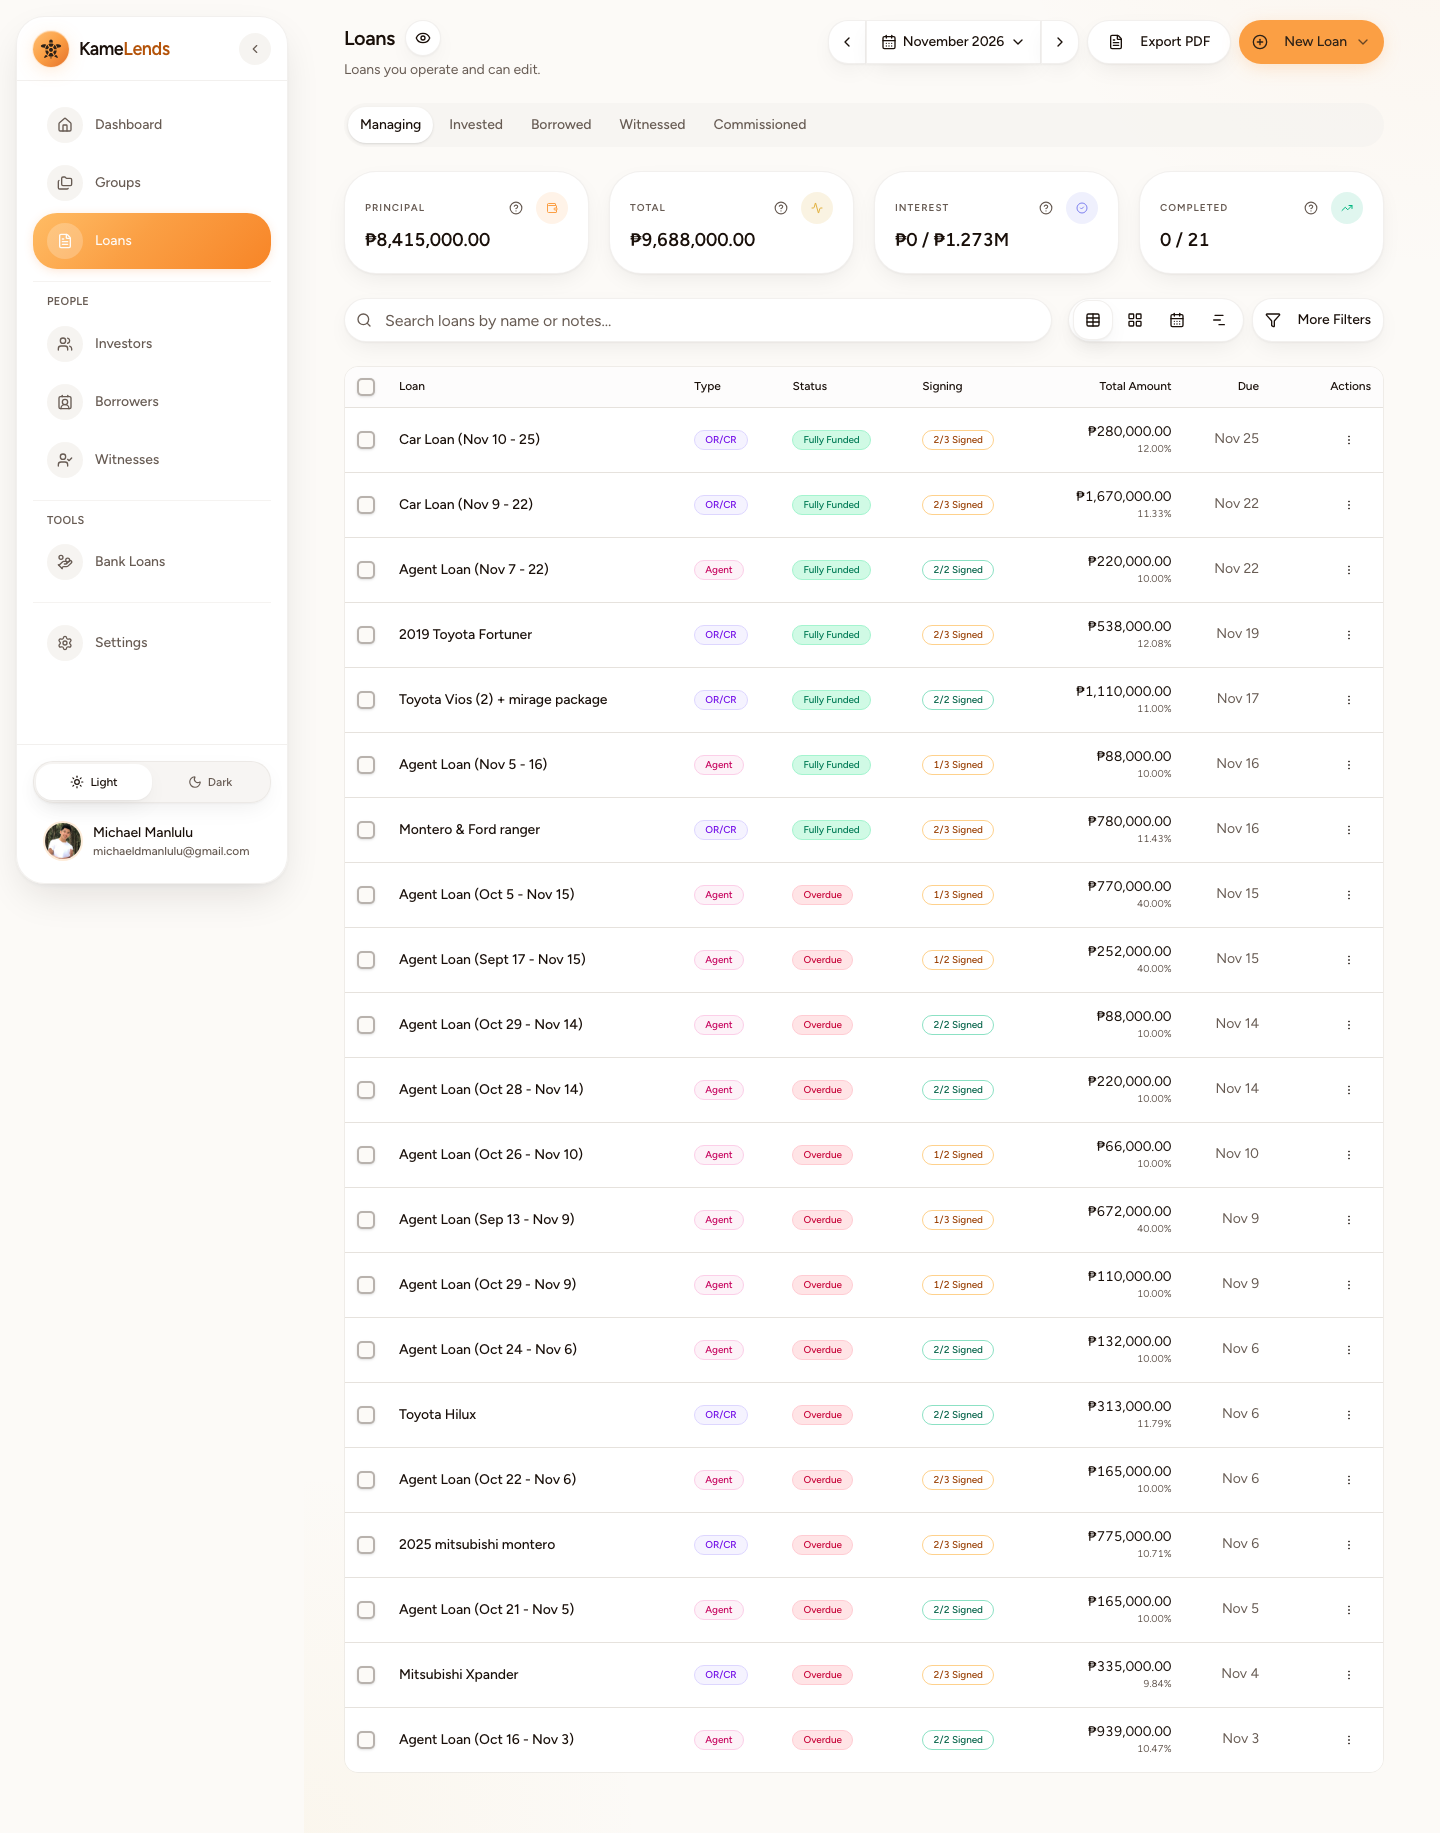 KameLends
Dashboard
Groups
Loans
PEOPLE
Investors
Borrowers
Witnesses
TOOLS
Bank Loans
Settings
Light
Dark
Michael Manlulu
michaeldmanlulu@gmail.com
Loans
Loans you operate and can edit.
November 2026
Export PDF
New Loan
Managing Invested Borrowed Witnessed Commissioned
PRINCIPAL
₱8,415,000.00
TOTAL
₱9,688,000.00
INTEREST
₱0 / ₱1.273M
COMPLETED
0 / 21
Search loans by name or notes...
More Filters
Loan Type Status Signing Total Amount Due Actions
Car Loan (Nov 10 - 25) OR/CR Fully Funded 2/3 Signed ₱280,000.00 Nov 25
12.00%
Car Loan (Nov 9 - 22) OR/CR Fully Funded 2/3 Signed ₱1,670,000.00 Nov 22
11.33%
Agent Loan (Nov 7 - 22) Agent Fully Funded 2/2 Signed ₱220,000.00 Nov 22
10.00%
2019 Toyota Fortuner OR/CR Fully Funded 2/3 Signed ₱538,000.00 Nov 19
12.08%
Toyota Vios (2) + mirage package OR/CR Fully Funded 2/2 Signed ₱1,110,000.00 Nov 17
11.00%
Agent Loan (Nov 5 - 16) Agent Fully Funded 1/3 Signed ₱88,000.00 Nov 16
10.00%
Montero & Ford ranger OR/CR Fully Funded 2/3 Signed ₱780,000.00 Nov 16
11.43%
Agent Loan (Oct 5 - Nov 15) Agent Overdue 1/3 Signed ₱770,000.00 Nov 15
40.00%
Agent Loan (Sept 17 - Nov 15) Agent Overdue 1/2 Signed ₱252,000.00 Nov 15
40.00%
Agent Loan (Oct 29 - Nov 14) Agent Overdue 2/2 Signed ₱88,000.00 Nov 14
10.00%
Agent Loan (Oct 28 - Nov 14) Agent Overdue 2/2 Signed ₱220,000.00 Nov 14
10.00%
Agent Loan (Oct 26 - Nov 10) Agent Overdue 1/2 Signed ₱66,000.00 Nov 10
10.00%
Agent Loan (Sep 13 - Nov 9) Agent Overdue 1/3 Signed ₱672,000.00 Nov 9
40.00%
Agent Loan (Oct 29 - Nov 9) Agent Overdue 1/2 Signed ₱110,000.00 Nov 9
10.00%
Agent Loan (Oct 24 - Nov 6) Agent Overdue 2/2 Signed ₱132,000.00 Nov 6
10.00%
Toyota Hilux OR/CR Overdue 2/2 Signed ₱313,000.00 Nov 6
11.79%
Agent Loan (Oct 22 - Nov 6) Agent Overdue 2/3 Signed ₱165,000.00 Nov 6
10.00%
2025 mitsubishi montero OR/CR Overdue 2/3 Signed ₱775,000.00 Nov 6
10.71%
Agent Loan (Oct 21 - Nov 5) Agent Overdue 2/2 Signed ₱165,000.00 Nov 5
10.00%
Mitsubishi Xpander OR/CR Overdue 2/3 Signed ₱335,000.00 Nov 4
9.84%
Agent Loan (Oct 16 - Nov 3) Agent Overdue 2/2 Signed ₱939,000.00 Nov 3
10.47%